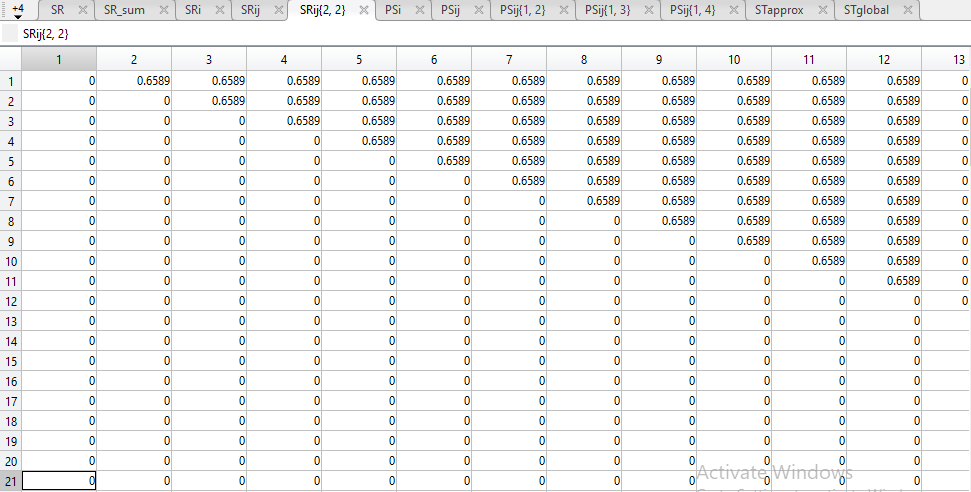 +4 SR SR_sum SRi SRij SRij{2, 2} PSi PSij PSij{1, 2} PSij{1, 3} PSij{1, 4} STapprox STglobal
SRij{2, 2}
1 2 3 4 5 6 7 8 9 10 11 12 13
1 0 0.6589 0.6589 0.6589 0.6589 0.6589 0.6589 0.6589 0.6589 0.6589 0.6589 0.6589 0
2 0 0 0.6589 0.6589 0.6589 0.6589 0.6589 0.6589 0.6589 0.6589 0.6589 0.6589 0
3 0 0 0 0.6589 0.6589 0.6589 0.6589 0.6589 0.6589 0.6589 0.6589 0.6589 0
4 0 0 0 0 0.6589 0.6589 0.6589 0.6589 0.6589 0.6589 0.6589 0.6589 0
5 0 0 0 0 0 0.6589 0.6589 0.6589 0.6589 0.6589 0.6589 0.6589 0
6 0 0 0 0 0 0 0.6589 0.6589 0.6589 0.6589 0.6589 0.6589 0
7 0 0 0 0 0 0 0 0.6589 0.6589 0.6589 0.6589 0.6589 0
8 0 0 0 0 0 0 0 0 0.6589 0.6589 0.6589 0.6589 0
9 0 0 0 0 0 0 0 0 0 0.6589 0.6589 0.6589 0
10 0 0 0 0 0 0 0 0 0 0 0.6589 0.6589 0
11 0 0 0 0 0 0 0 0 0 0 0 0.6589 0
12 0 0 0 0 0 0 0 0 0 0 0 0 0
13 0 0 0 0 0 0 0 0 0 0 0 0
14 0 0 0 0 0 0 0 0 0 0 0 0
15 0 0 0 0 0 0 0 0 0 0 0 0
16 0 0 0 0 0 0 0 0 0 0 0 0
17 0 0 0 0 0 0 0 0 0 0 0 0
18 0 0 0 0 0 0 0 0 0 0 0 0
19 0 0 0 0 0 0 0 0 0 0 0 0
20 0 0 0 0 0 0 0 0 0 0 0 0
Activate Windows
21 0 0 0 0 0 0 0 0 0 0 0 0